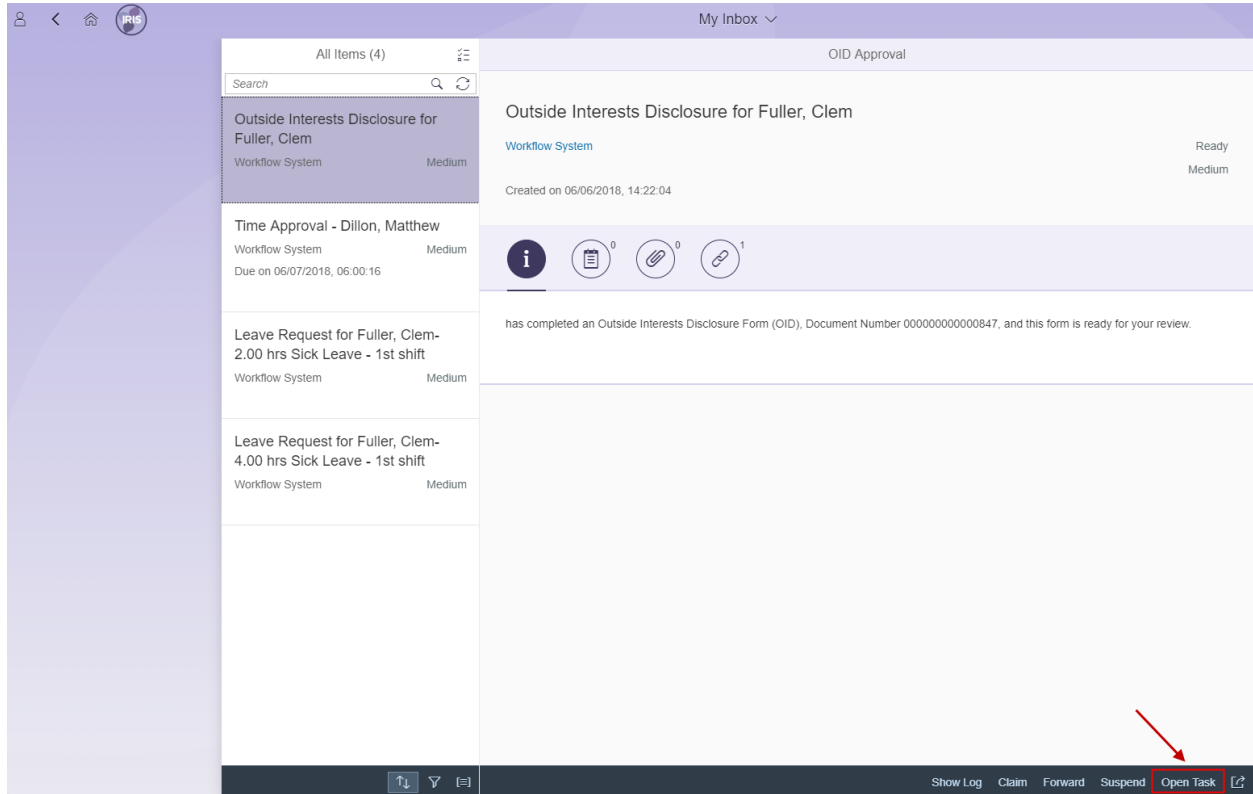 IRIS
My Inbox
All Items (4)
OID Approval
Search
Outside Interests Disclosure for
Fuller, Clem
Workflow System Medium
Time Approval - Dillon, Matthew
Workflow System Medium
Due on 06/07/2018, 06:00:16
Leave Request for Fuller, Clem-
2.00 hrs Sick Leave - 1st shift
Workflow System Medium
Leave Request for Fuller, Clem-
4.00 hrs Sick Leave - 1st shift
Workflow System Medium
Outside Interests Disclosure for Fuller, Clem
Workflow System Ready
Medium
Created on 06/06/2018, 14:22:04
i 0 0 1
has completed an Outside Interests Disclosure Form (OID), Document Number 000000000000847, and this form is ready for your review.
Show Log Claim Forward Suspend Open Task